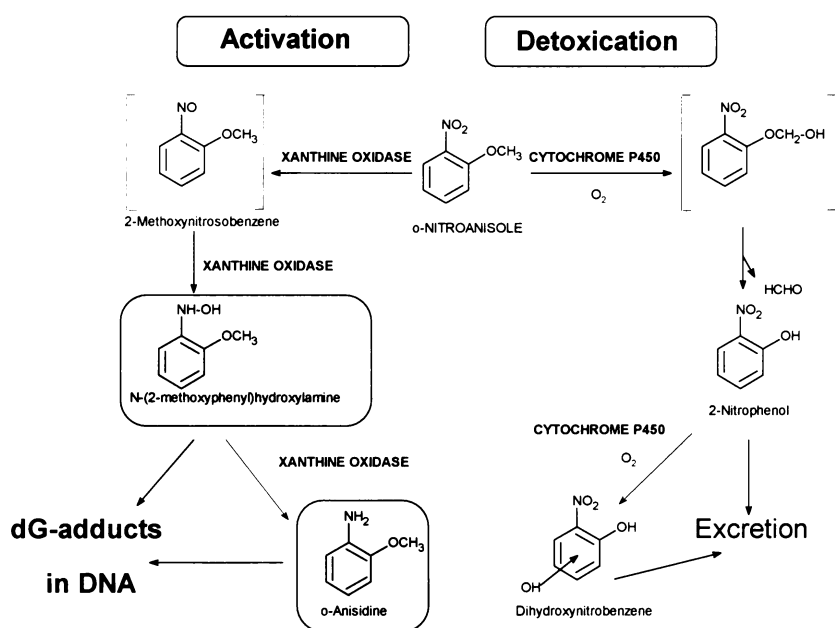 Activation
Detoxication
NO
OCH₃
2-Methoxynitrosobenzene
XANTHINE OXIDASE
NO₂
OCH₃
o-NITROANISOLE
CYTOCHROME P450
O₂
NO₂
OCH₂-OH
XANTHINE OXIDASE
HCHO
NH-OH
OCH₃
N-(2-methoxyphenyl)hydroxylamine
NO₂
OH
2-Nitrophenol
XANTHINE OXIDASE
CYTOCHROME P450
O₂
dG-adducts
in DNA
NH₂
OCH₃
o-Anisidine
NO₂
OH
OH
Dihydroxynitrobenzene
Excretion